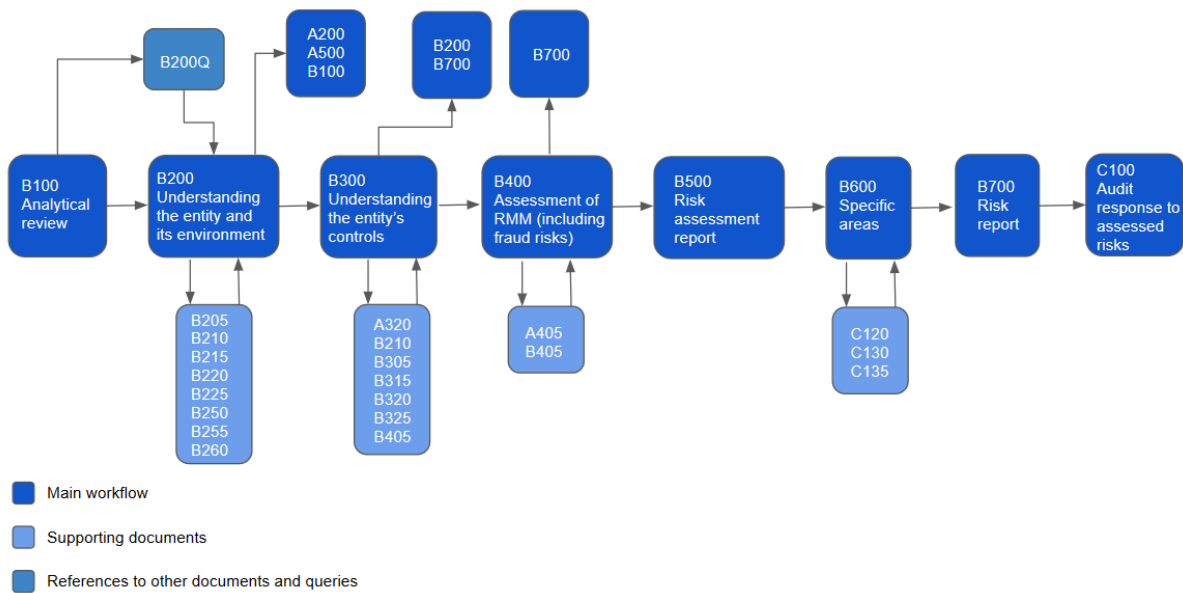 B200Q
A200
A500
B100
B200
B700
B700
B100
Analytical
review
B200
Understanding
the entity and
its environment
B300
Understanding
the entity's
controls
B400
Assessment of
RMM (including
fraud risks)
B500
Risk
assessment
report
B600
Specific
areas
B700
Risk
report
C100
Audit
response to
assessed
risks
B205
B210
B215
B220
B225
B250
B255
B260
A320
B210
B305
B315
B320
B325
B405
A405
B405
C120
C130
C135
Main workflow
Supporting documents
References to other documents and queries